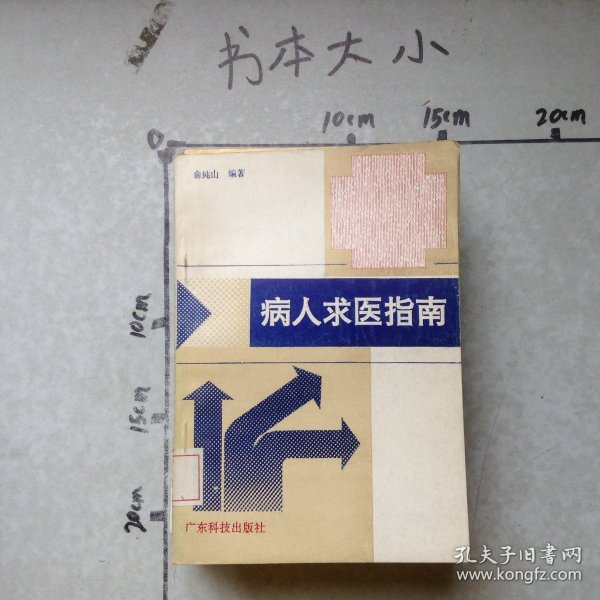 书本大小
0
10cm
15cm
20cm
10cm
15cm
20cm
俞纯山 编著
病人求医指南
广东科技出版社
孔夫子旧书网
www.kongfz.com